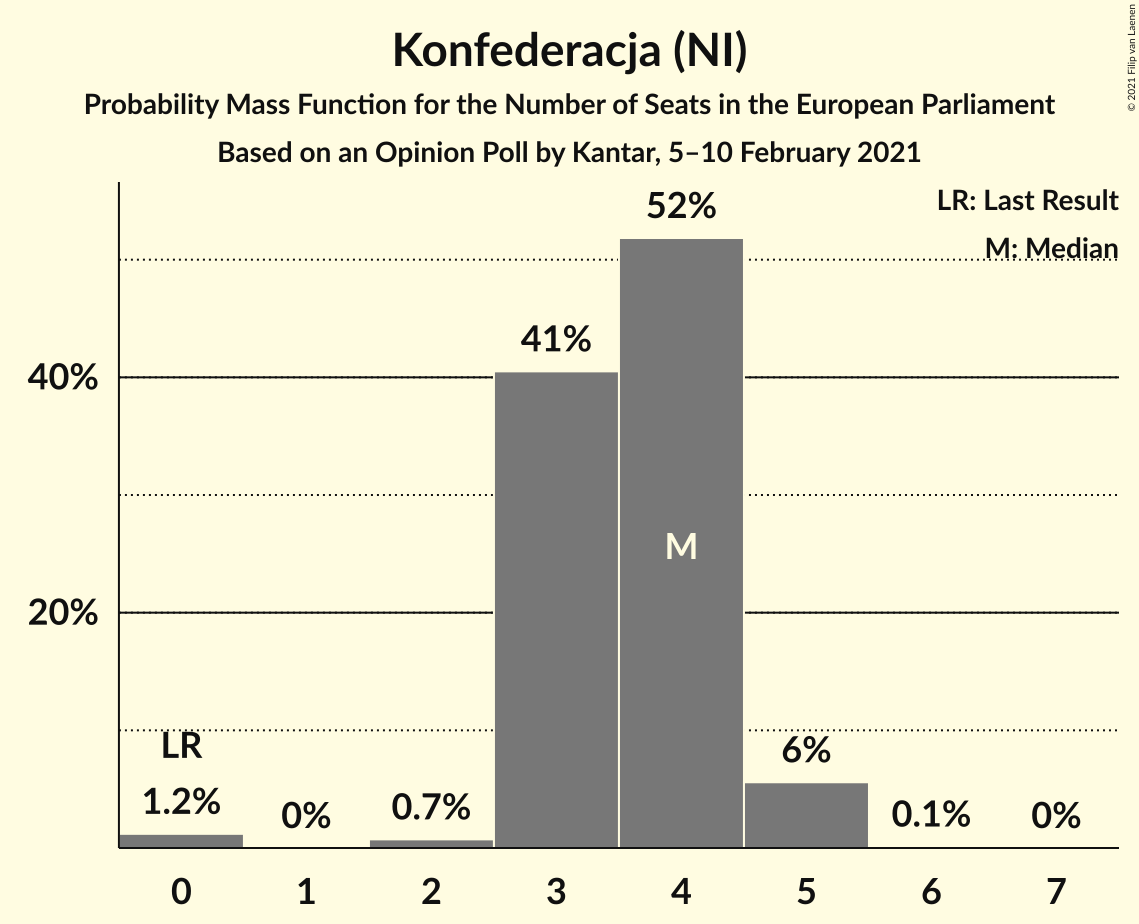 Konfederacja (NI)
Probability Mass Function for the Number of Seats in the European Parliament
Based on an Opinion Poll by Kantar, 5–10 February 2021
© 2021 Filip van Laenen
LR: Last Result
M: Median
52%
41%
40%
M
20%
LR
1.2%
0%
0.7%
6%
0.1%
0%
0 1 2 3 4 5 6 7